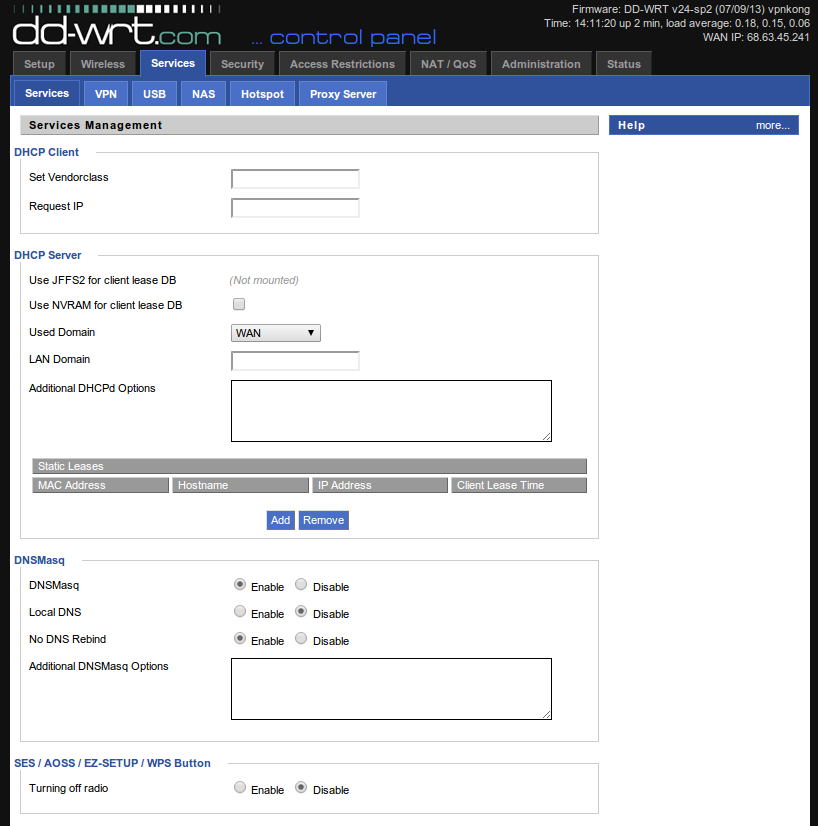 Firmware: DD-WRT v24-sp2 (07/09/13) vpnkong
Time: 14:11:20 up 2 min, load average: 0.18, 0.15, 0.06
WAN IP: 68.63.45.241
dd-wrt.com ... control panel
Setup Wireless Services Security Access Restrictions NAT / QoS Administration Status
Services VPN USB NAS Hotspot Proxy Server
Services Management
Help more...
DHCP Client
Set Vendorclass
Request IP
DHCP Server
Use JFFS2 for client lease DB (Not mounted)
Use NVRAM for client lease DB
Used Domain WAN
LAN Domain
Additional DHCPd Options
Static Leases
MAC Address Hostname IP Address Client Lease Time
Add Remove
DNSMasq
DNSMasq Enable Disable
Local DNS Enable Disable
No DNS Rebind Enable Disable
Additional DNSMasq Options
SES / AOSS / EZ-SETUP / WPS Button
Turning off radio Enable Disable